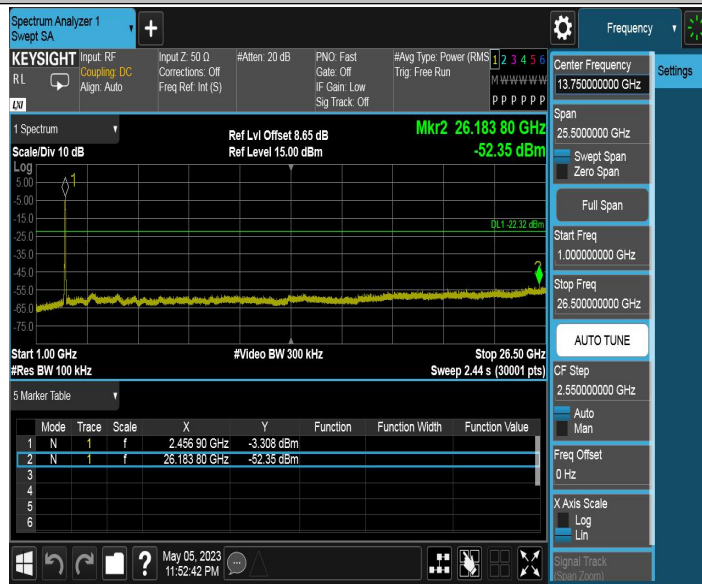 Spectrum Analyzer 1
Swept SA
+
Frequency
KEYSIGHT
RL
LXI
Input: RF
Coupling: DC
Align: Auto
Input Z: 50 Ω
Corrections: Off
Freq Ref: Int (S)
#Atten: 20 dB
PNO: Fast
Gate: Off
IF Gain: Low
Sig Track: Off
#Avg Type: Power (RMS
Trig: Free Run
1 2 3 4 5 6
M W W W W W
P P P P P P
Center Frequency
13.750000000 GHz
Settings
Span
25.5000000 GHz
Swept Span
Zero Span
Full Span
Start Freq
1.000000000 GHz
Stop Freq
26.500000000 GHz
AUTO TUNE
CF Step
2.550000000 GHz
Auto
Man
Freq Offset
0 Hz
X Axis Scale
Log
Lin
Signal Track
(Span Zoom)
1 Spectrum
Scale/Div 10 dB
Ref Lvl Offset 8.65 dB
Ref Level 15.00 dBm
Mkr2 26.183 80 GHz
-52.35 dBm
Log
5.00
-5.00
-15.0
-25.0
-35.0
-45.0
-55.0
-65.0
-75.0
1
DL1 -22.32 dBm
2
Start 1.00 GHz
#Res BW 100 kHz
#Video BW 300 kHz
Stop 26.50 GHz
Sweep 2.44 s (30001 pts)
5 Marker Table
Mode Trace Scale X Y Function Function Width Function Value
1 N 1 f 2.456 90 GHz -3.308 dBm
2 N 1 f 26.183 80 GHz -52.35 dBm
3
4
5
6
?
May 05, 2023
11:52:42 PM